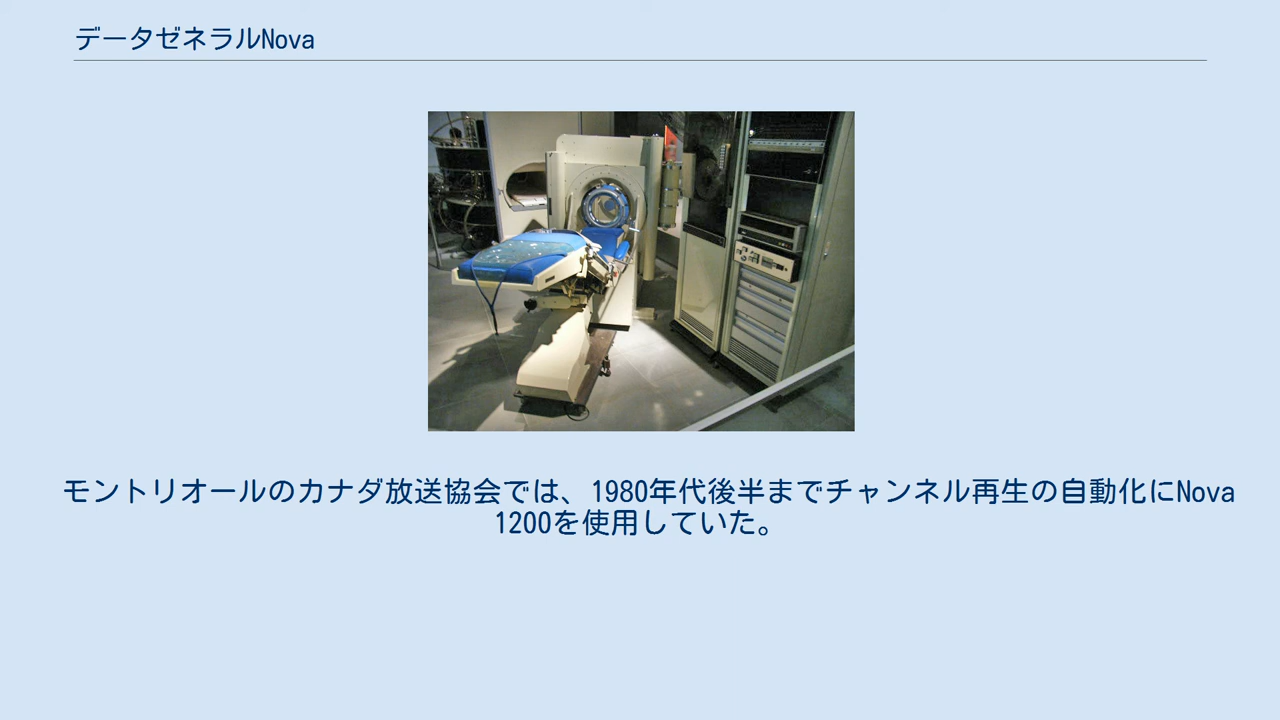 データゼネラルNova
モントリオールのカナダ放送協会では、1980年代後半までチャンネル再生の自動化にNova
1200を使用していた。